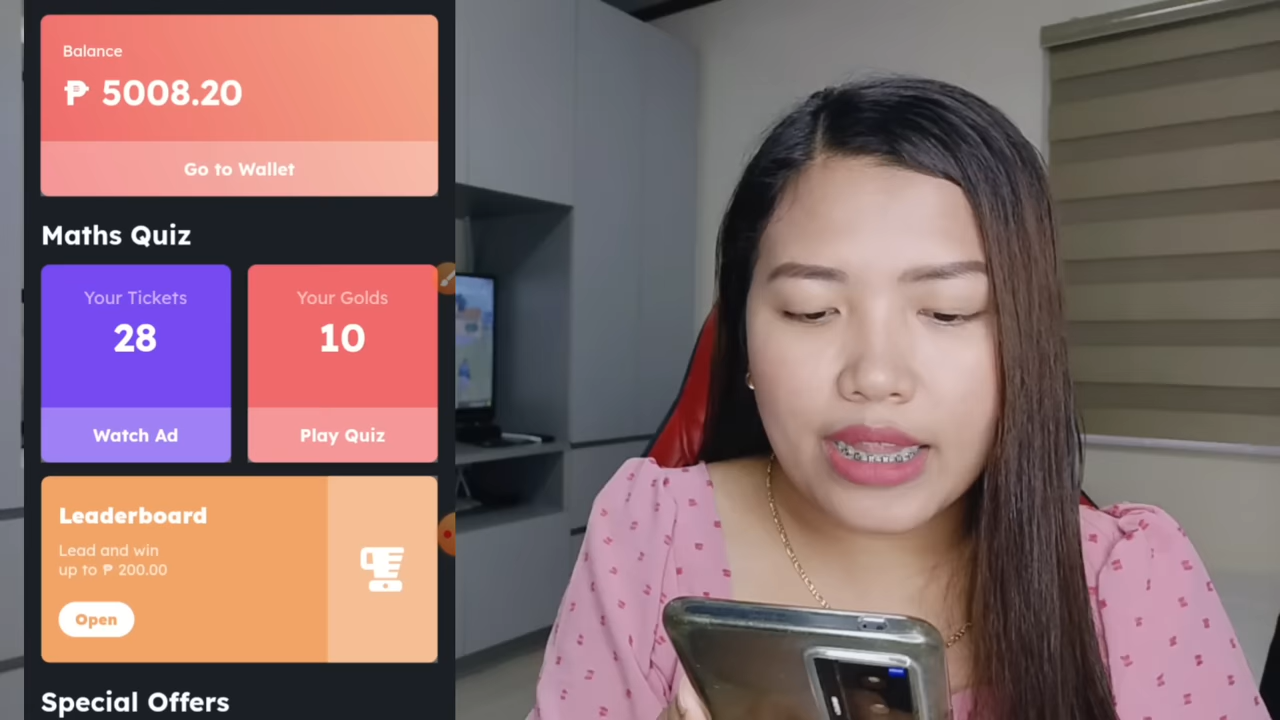 Balance
₱ 5008.20
Go to Wallet
Maths Quiz
Your Tickets
28
Watch Ad
Your Golds
10
Play Quiz
Leaderboard
Lead and win
up to ₱ 200.00
Open
Special Offers